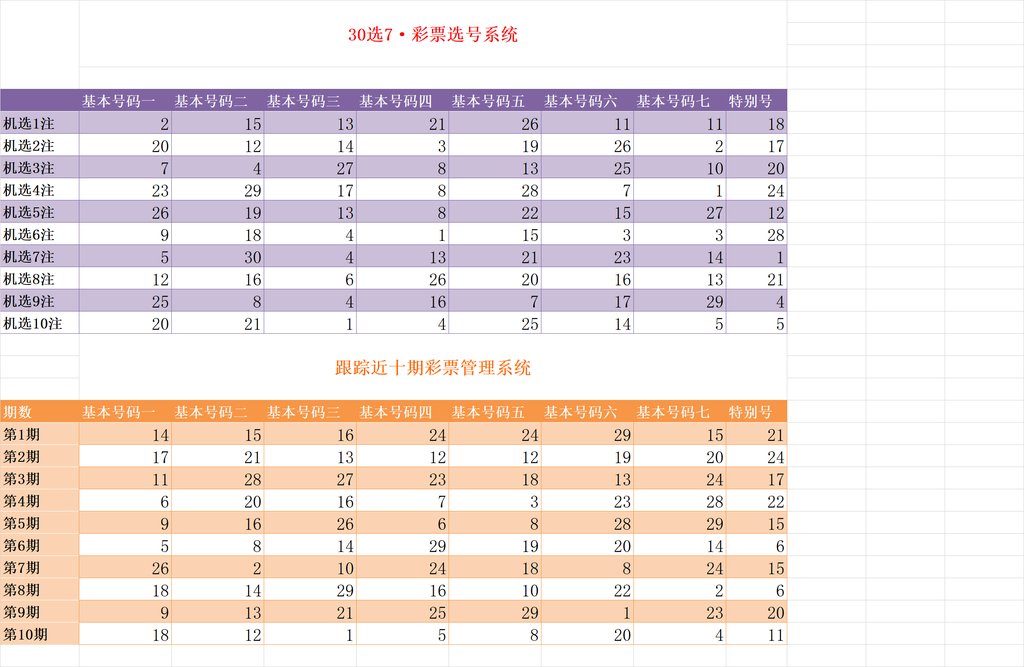 30选7·彩票选号系统
基本号码一 基本号码二 基本号码三 基本号码四 基本号码五 基本号码六 基本号码七 特别号
机选1注 2 15 13 21 26 11 11 18
机选2注 20 12 14 3 19 26 2 17
机选3注 7 4 27 8 13 25 10 20
机选4注 23 29 17 8 28 7 1 24
机选5注 26 19 13 8 22 15 27 12
机选6注 9 18 4 1 15 3 3 28
机选7注 5 30 4 13 21 23 14 1
机选8注 12 16 6 26 20 16 13 21
机选9注 25 8 4 16 7 17 29 4
机选10注 20 21 1 4 25 14 5 5
跟踪近十期彩票管理系统
期数 基本号码一 基本号码二 基本号码三 基本号码四 基本号码五 基本号码六 基本号码七 特别号
第1期 14 15 16 24 24 29 15 21
第2期 17 21 13 12 12 19 20 24
第3期 11 28 27 23 18 13 24 17
第4期 6 20 16 7 3 23 28 22
第5期 9 16 26 6 8 28 29 15
第6期 5 8 14 29 19 20 14 6
第7期 26 2 10 24 18 8 24 15
第8期 18 14 29 16 10 22 2 6
第9期 9 13 21 25 29 1 23 20
第10期 18 12 1 5 8 20 4 11